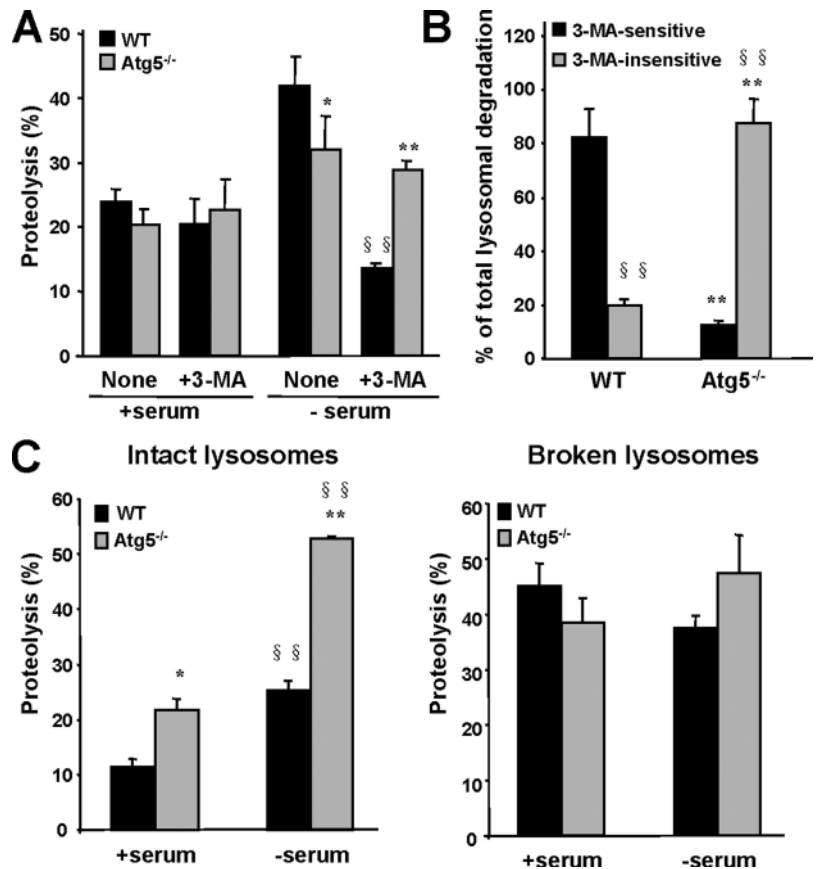 A
WT
Atg5-/-
Proteolysis (%)
50
40
30
20
10
0
*
**
§ §
None +3-MA None +3-MA
+serum - serum
B
3-MA-sensitive
3-MA-insensitive
% of total lysosomal degradation
120
100
80
60
40
20
0
§ §
**
§ §
**
WT Atg5-/-
C
Intact lysosomes
WT
Atg5-/-
Proteolysis (%)
60
50
40
30
20
10
0
§ §
**
§ §
*
+serum -serum
Broken lysosomes
WT
Atg5-/-
Proteolysis (%)
60
50
40
30
20
10
0
+serum -serum